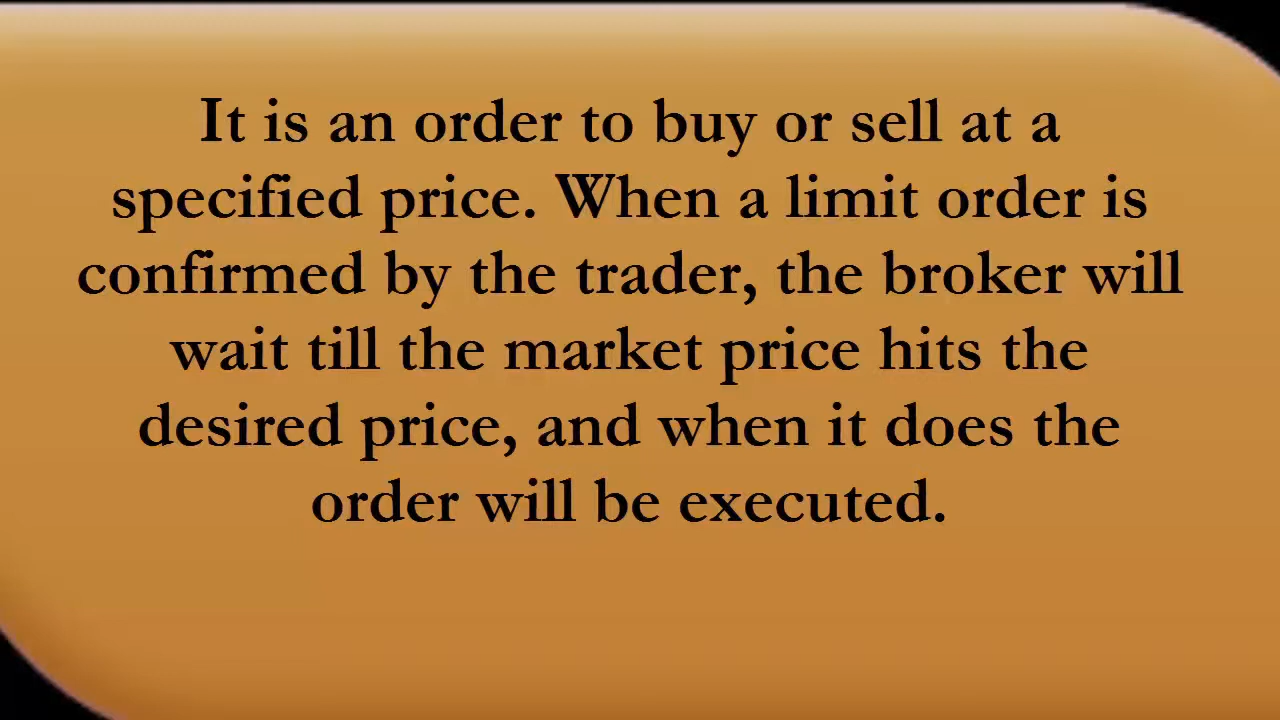 It is an order to buy or sell at a
specified price. When a limit order is
confirmed by the trader, the broker will
wait till the market price hits the
desired price, and when it does the
order will be executed.